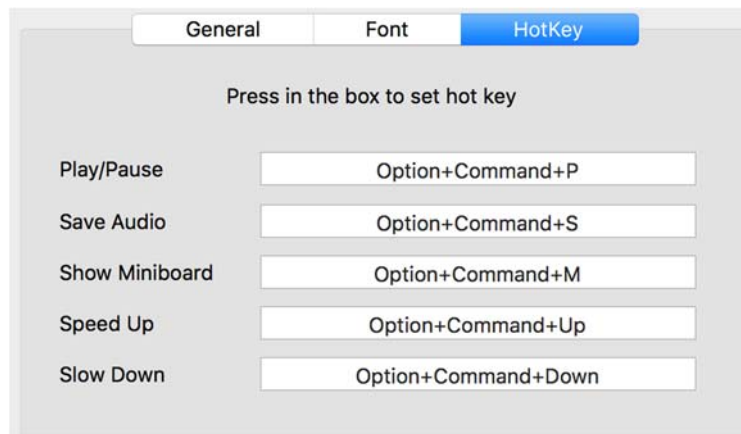 General Font HotKey
Press in the box to set hot key
Play/Pause Option+Command+P
Save Audio Option+Command+S
Show Miniboard Option+Command+M
Speed Up Option+Command+Up
Slow Down Option+Command+Down